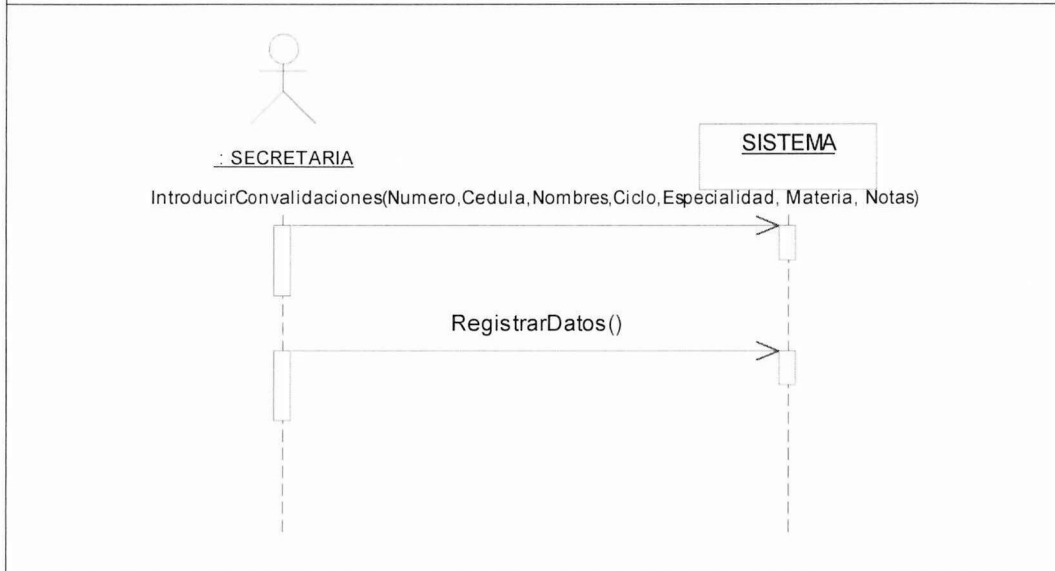 : SECRETARIA
SISTEMA
IntroducirConvalidaciones(Numero,Cedula,Nombres,Ciclo,Especialidad, Materia, Notas)
RegistrarDatos()